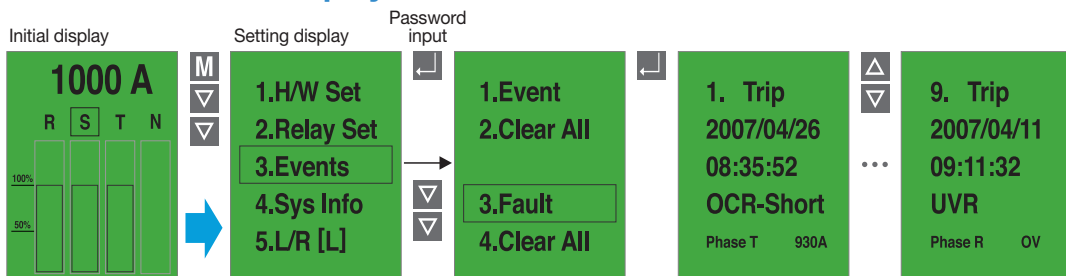 Initial display
1000 A
R S T N
100%
50%
M
Setting display
1.H/W Set
2.Relay Set
3.Events
4.Sys Info
5.L/R [L]
Password
input
1.Event
2.Clear All
3.Fault
4.Clear All
1. Trip
2007/04/26
08:35:52
OCR-Short
Phase T 930A
...
9. Trip
2007/04/11
09:11:32
UVR
Phase R OV